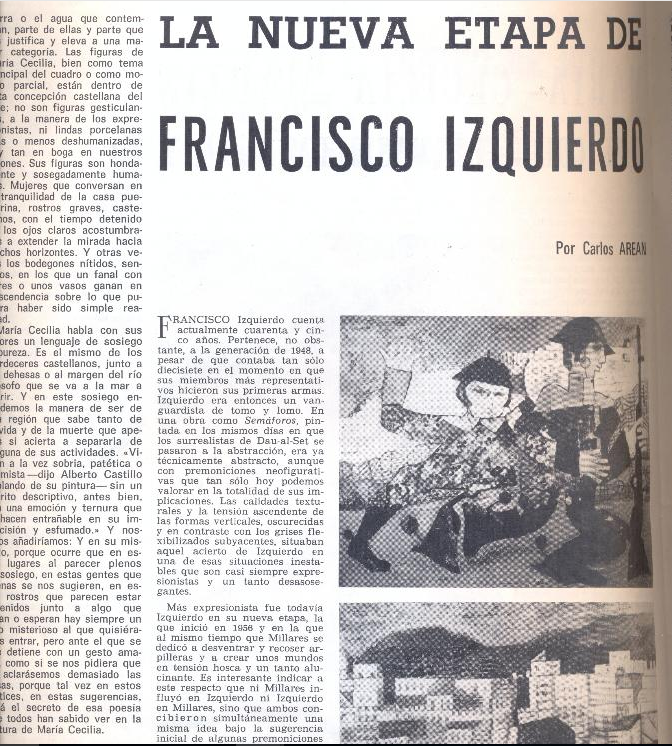 rra o el agua que contem-
an, parte de ellas y parte que
justifica y eleva a una ma-
r categoría. Las figuras de
ría Cecilia, bien como tema
ncipal del cuadro o como mo-
o parcial, están dentro de
ta concepción castellana del
e; no son figuras gesticulan-
, a la manera de los expre-
nistas, ni lindas porcelanas
s o menos deshumanizadas,
y tan en boga en nuestros
ones. Sus figuras son honda-
nte y sosegadamente huma-
s. Mujeres que conversan en
tranquilidad de la casa pue-
rina, rostros graves, caste-
nos, con el tiempo detenido
los ojos claros acostumbra-
s a extender la mirada hacia
chos horizontes. Y otras ve-
s los bodegones nítidos, sen-
os, en los que un fanal con
res o unos vasos ganan en
scendencia sobre lo que pu-
ra haber sido simple rea-
ad.
María Cecilia habla con sus
ores un lenguaje de sosiego
pureza. Es el mismo de los
rdeceres castellanos, junto a
dehesas o al margen del río
sofo que se va a la mar a
rir. Y en este sosiego en-
demos la manera de ser de
región que sabe tanto de
vida y de la muerte que ape-
s si acierta a separarla de
guna de sus actividades. «Vi-
n a la vez sobria, patética o
mista —dijo Alberto Castillo
blando de su pintura— sin un
rito descriptivo, antes bien,
una emoción y ternura que
hacen entrañable en su im-
cisión y esfumado.» Y nos-
os añadiríamos: Y en su mis-
o, porque ocurre que en es-
lugares al parecer plenos
sosiego, en estas gentes que
enas se nos sugieren, en es-
rostros que parecen estar
enidos junto a algo que
an o esperan hay siempre un
o misterioso al que quisiéra-
s entrar, pero ante el que se
detiene con un gesto ama-
como si se nos pidiera que
aclarásemos demasiado las
as, porque tal vez en estos
tices, en estas sugerencias,
á el secreto de esa poesía
e todos han sabido ver en la
tura de María Cecilia.
LA NUEVA ETAPA DE
FRANCISCO IZQUIERDO
Por Carlos AREAN
FRANCISCO Izquierdo cuenta
actualmente cuarenta y cin-
co años. Pertenece, no obs-
tante, a la generación de 1948, a
pesar de que contaba tan sólo
diecisiete en el momento en que
sus miembros más representati-
vos hicieron sus primeras armas.
Izquierdo era entonces un van-
guardista de tomo y lomo. En
una obra como Semáforos, pin-
tada en los mismos días en que
los surrealistas de Dau-al-Set se
pasaron a la abstracción, era ya
técnicamente abstracto, aunque
con premoniciones neofigurati-
vas que tan sólo hoy podemos
valorar en la totalidad de sus im-
plicaciones. Las calidades textu-
rales y la tensión ascendente de
las formas verticales, oscurecidas
y en contraste con los grises fle-
xibilizados subyacentes, situaban
aquel acierto de Izquierdo en
una de esas situaciones inesta-
bles que son casi siempre expre-
sionistas y un tanto desasose-
gantes.
Más expresionista fue todavía
Izquierdo en su nueva etapa, la
que inició en 1956 y en la que
al mismo tiempo que Millares se
dedicó a desventrar y recoser ar-
pilleras y a crear unos mundos
en tensión hosca y un tanto alu-
cinante. Es interesante indicar a
este respecto que ni Millares in-
fluyó en Izquierdo ni Izquierdo
en Millares, sino que ambos con-
cibieron simultáneamente una
misma idea bajo la sugerencia
inicial de algunas premoniciones